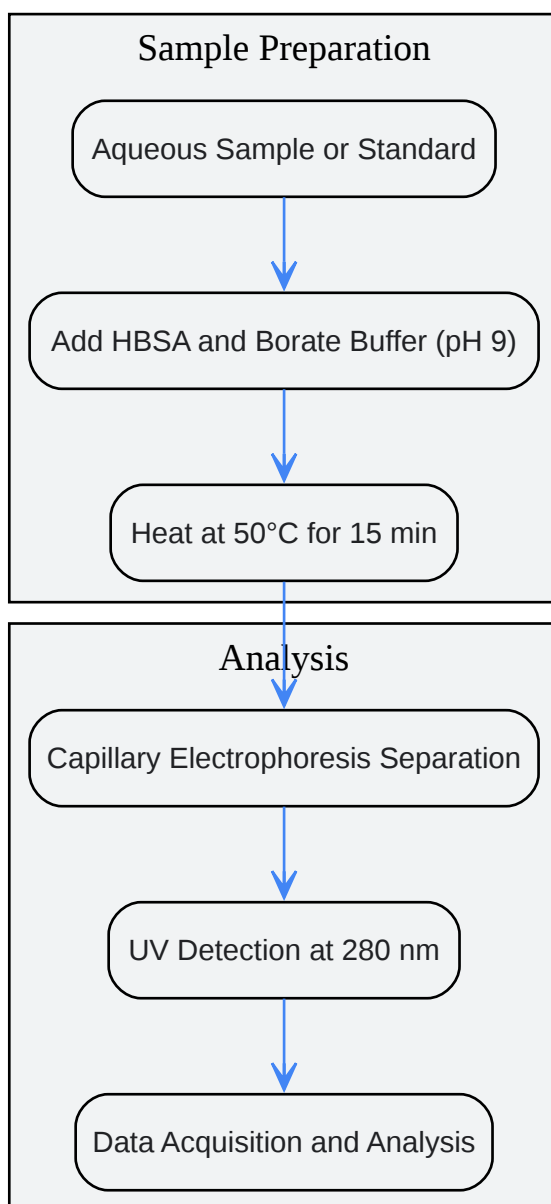 Sample Preparation
Aqueous Sample or Standard
Add HBSA and Borate Buffer (pH 9)
Heat at 50°C for 15 min
Analysis
Capillary Electrophoresis Separation
UV Detection at 280 nm
Data Acquisition and Analysis